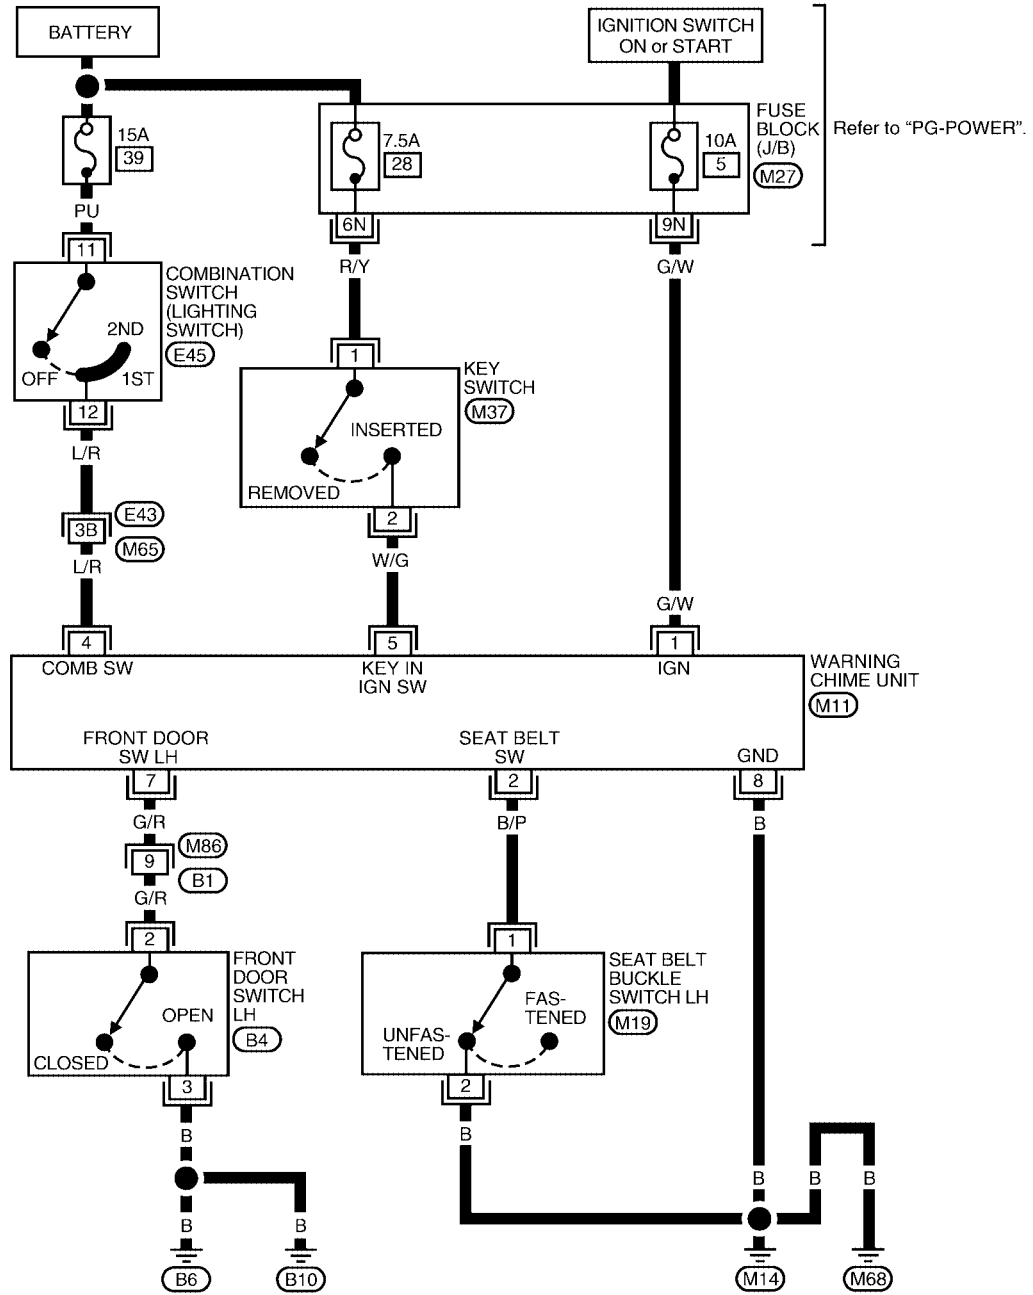 BATTERY
IGNITION SWITCH
ON or START
FUSE
BLOCK
(J/B)
M27
Refer to "PG-POWER".
15A
39
7.5A
28
10A
5
PU
6N
9N
11
R/Y
G/W
COMBINATION
SWITCH
(LIGHTING
SWITCH)
E45
2ND
OFF
1ST
1
KEY
SWITCH
M37
12
INSERTED
REMOVED
L/R
2
3B
E43
M65
W/G
L/R
G/W
4
5
1
COMB SW
KEY IN
IGN SW
IGN
WARNING
CHIME UNIT
M11
FRONT DOOR
SW LH
SEAT BELT
SW
GND
7
2
8
G/R
B/P
B
9
M86
B1
G/R
2
1
FRONT
DOOR
SWITCH
LH
B4
OPEN
CLOSED
SEAT BELT
BUCKLE
SWITCH LH
M19
FAS-
TENED
UNFAS-
TENED
3
2
B
B
B
B
B
B
B
B
B6
B10
M14
M68